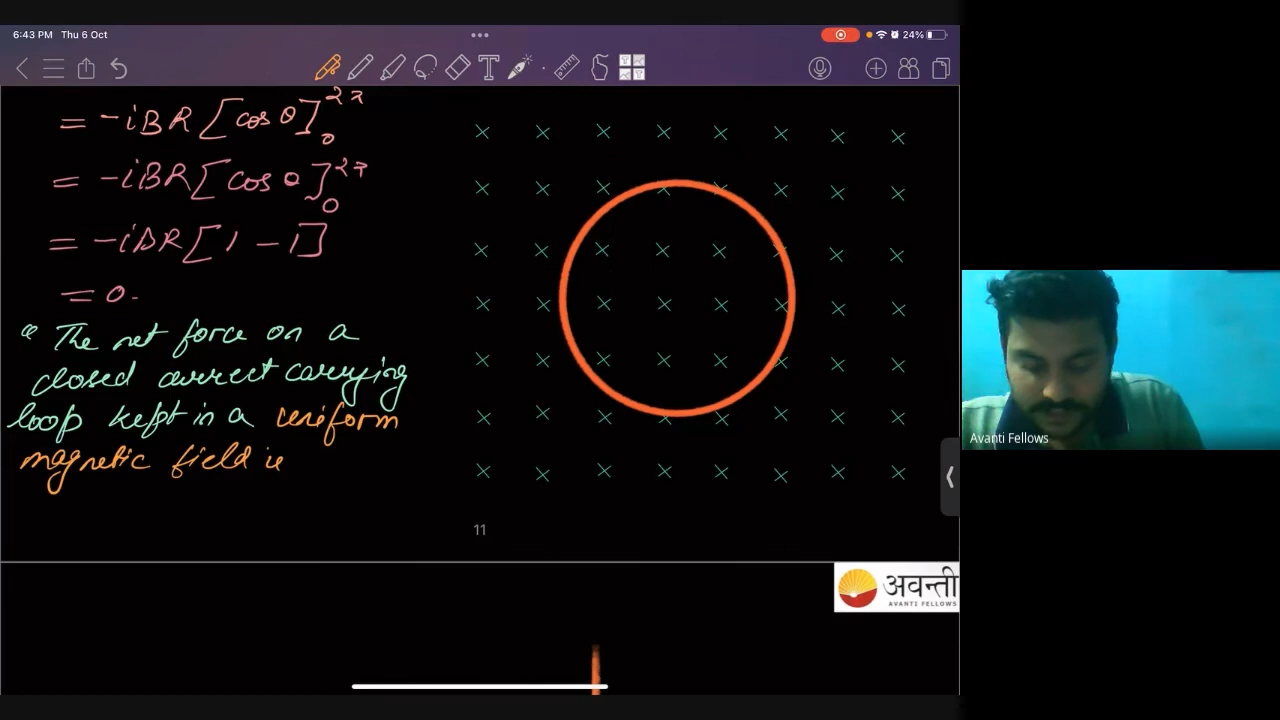 6:43 PM Thu 6 Oct
24%
= -iBR [cos θ]₀^2π
= -iBR [cos θ]₀^2π
= -iBR [1 - 1]
= 0.
" The net force on a
closed current carrying
loop kept in a uniform
magnetic field is
11
अवन्ती
AVANTI FELLOWS
Avanti Fellows